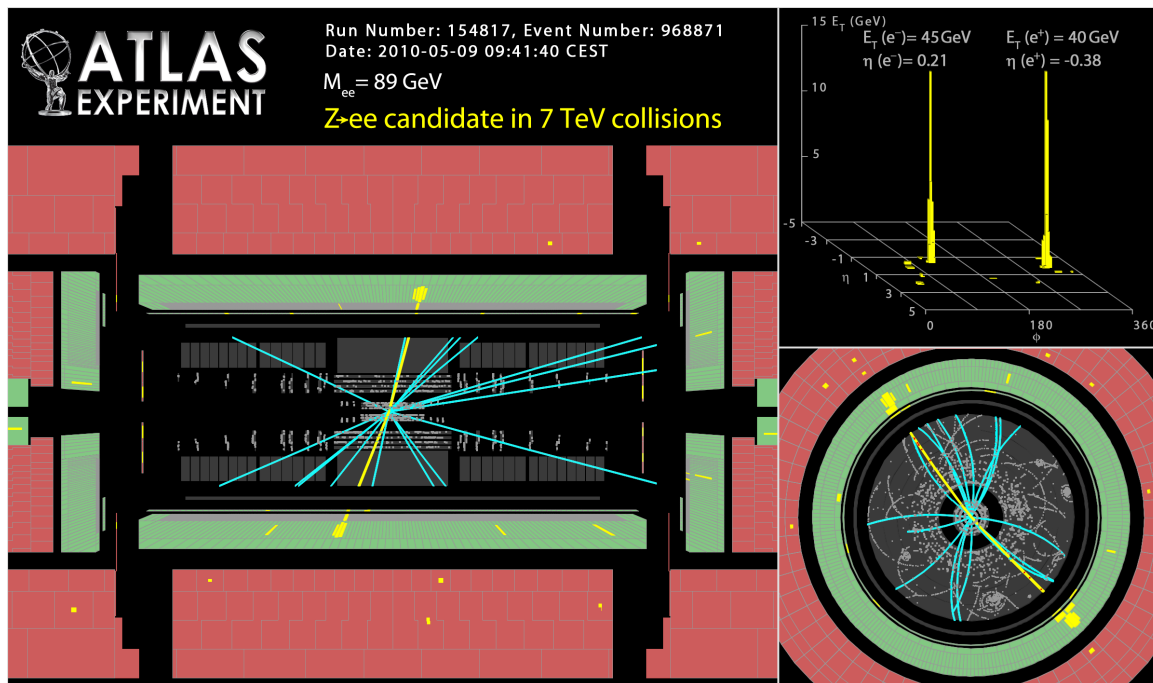 ATLAS
EXPERIMENT
Run Number: 154817, Event Number: 968871
Date: 2010-05-09 09:41:40 CEST
Mee= 89 GeV
Z→ee candidate in 7 TeV collisions
15 ET (GeV)
ET (e⁻)= 45 GeV
η (e⁻)= 0.21
ET (e⁺) = 40 GeV
η (e⁺) = -0.38
10
5
-5
-3
-1
η 1
3
5
0
180
360
φ